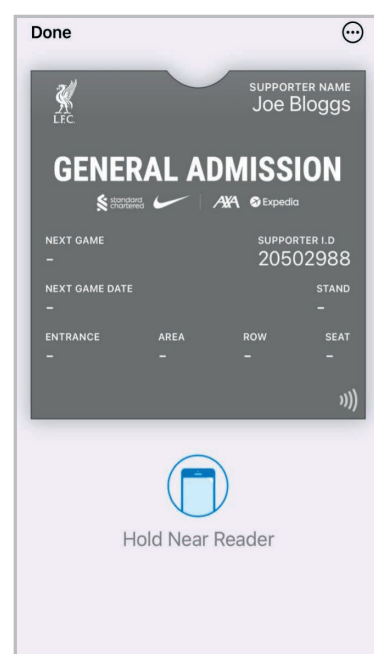 Done
L.F.C.
SUPPORTER NAME
Joe Bloggs
GENERAL ADMISSION
standard chartered AXA Expedia
NEXT GAME SUPPORTER I.D
- 20502988
NEXT GAME DATE STAND
- -
ENTRANCE AREA ROW SEAT
- - - -
Hold Near Reader